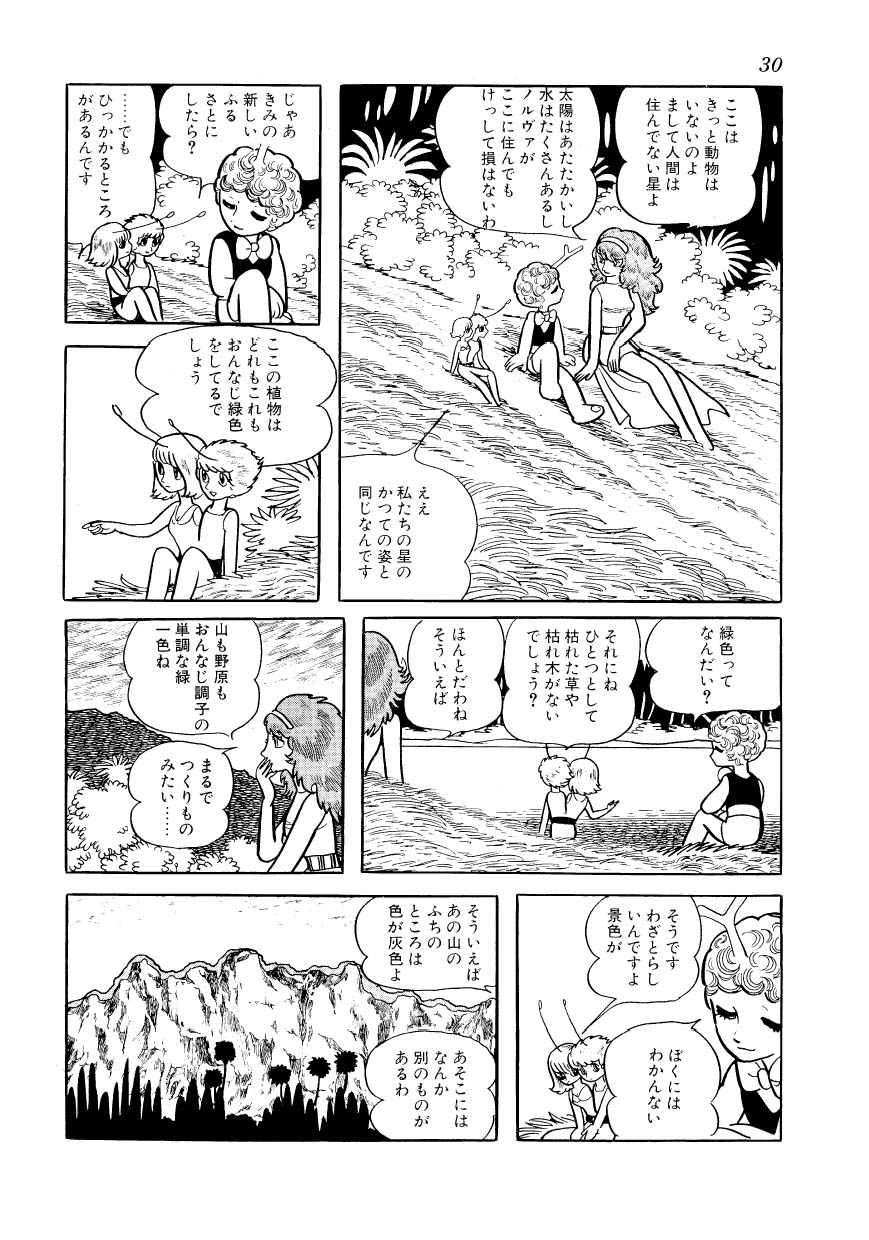 30
ここは
きっと動物は
いないのよ
まして人間は
住んでない星よ
太陽はあたたかいし
水はたくさんあるし
ノルヴァが
ここに住んでも
けっして損はないわ
ええ
私たちの星の
かつての姿と
同じなんです
じゃあ
きみの
新しい
ふる
さとに
したら?
……でも
ひっかかるところ
があるんです
ここの植物は
どれもこれも
おんなじ緑色
をしてるで
しょう
緑色って
なんだい?
それにね
ひとつとして
枯れた草や
枯れ木がない
でしょう?
ほんとだわね
そういえば
山も野原も
おんなじ調子の
単調な緑
一色ね
まるで
つくりもの
みたい……
そうです
わざとらし
いんですよ
景色が
ぼくには
わかんない
そういえば
あの山の
ふちの
ところは
色が灰色よ
あそこには
なんか
別のものが
あるわ